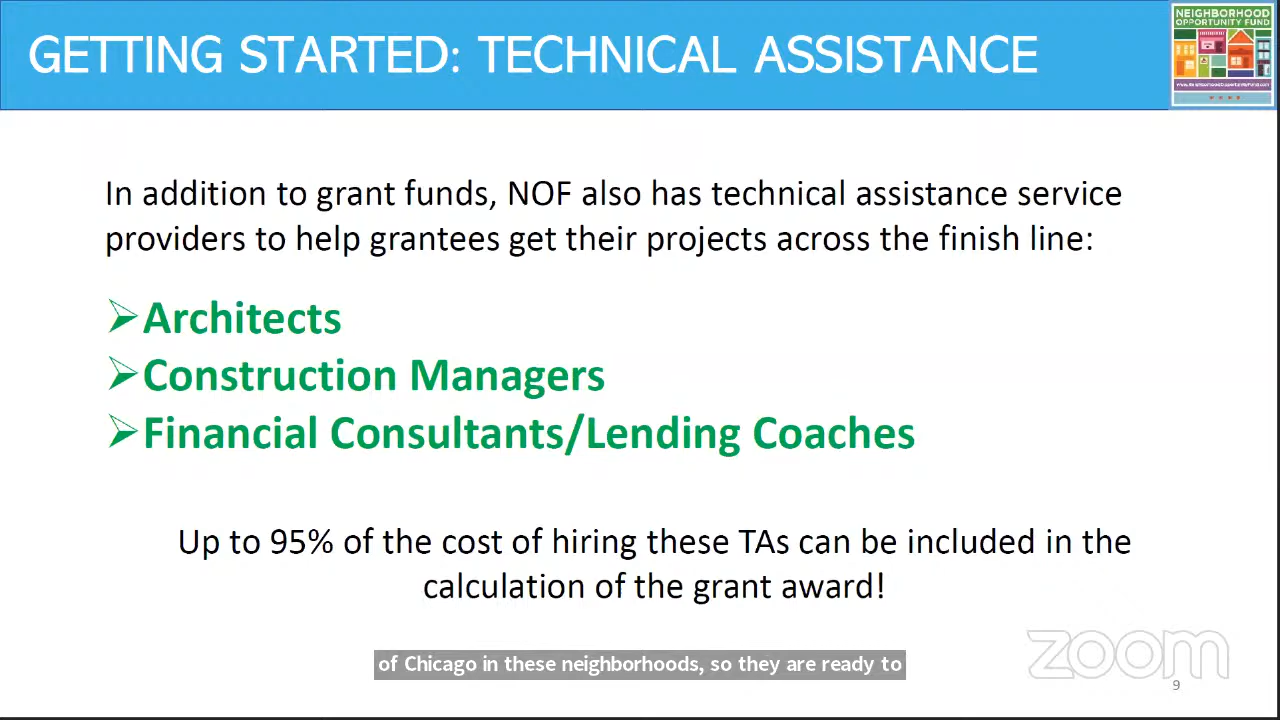 GETTING STARTED: TECHNICAL ASSISTANCE
NEIGHBORHOOD
OPPORTUNITY FUND
www.neighborhoodopportunityfund.com
In addition to grant funds, NOF also has technical assistance service
providers to help grantees get their projects across the finish line:
Architects
Construction Managers
Financial Consultants/Lending Coaches
Up to 95% of the cost of hiring these TAs can be included in the
calculation of the grant award!
of Chicago in these neighborhoods, so they are ready to
zoom
9